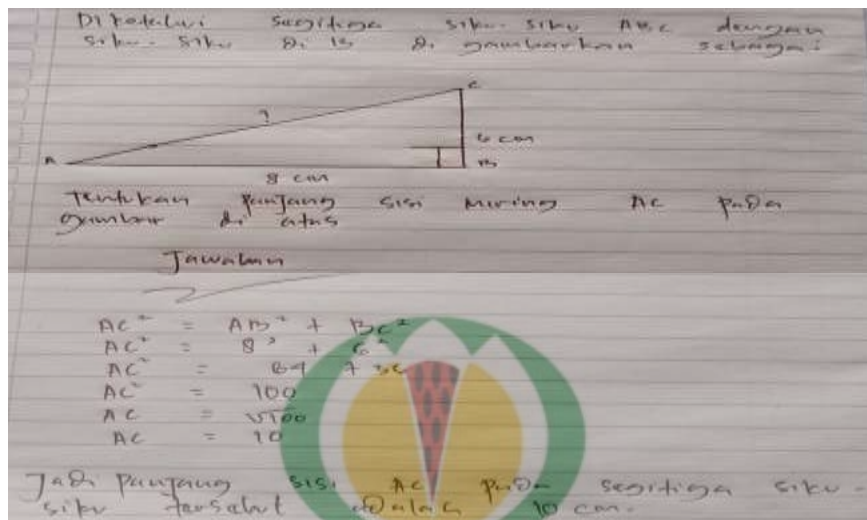 Diketahui segitiga siku-siku ABC dengan
siku-siku di B di gambarkan sebagai
C
?
6 cm
A
B
8 cm
Tentukan panjang sisi miring AC pada
gambar di atas
Jawaban
AC² = AB² + BC²
AC² = 8² + 6²
AC² = 64 + 36
AC² = 100
AC = √100
AC = 10
Jadi panjang sisi AC pada segitiga siku-
siku tersebut adalah 10 cm.